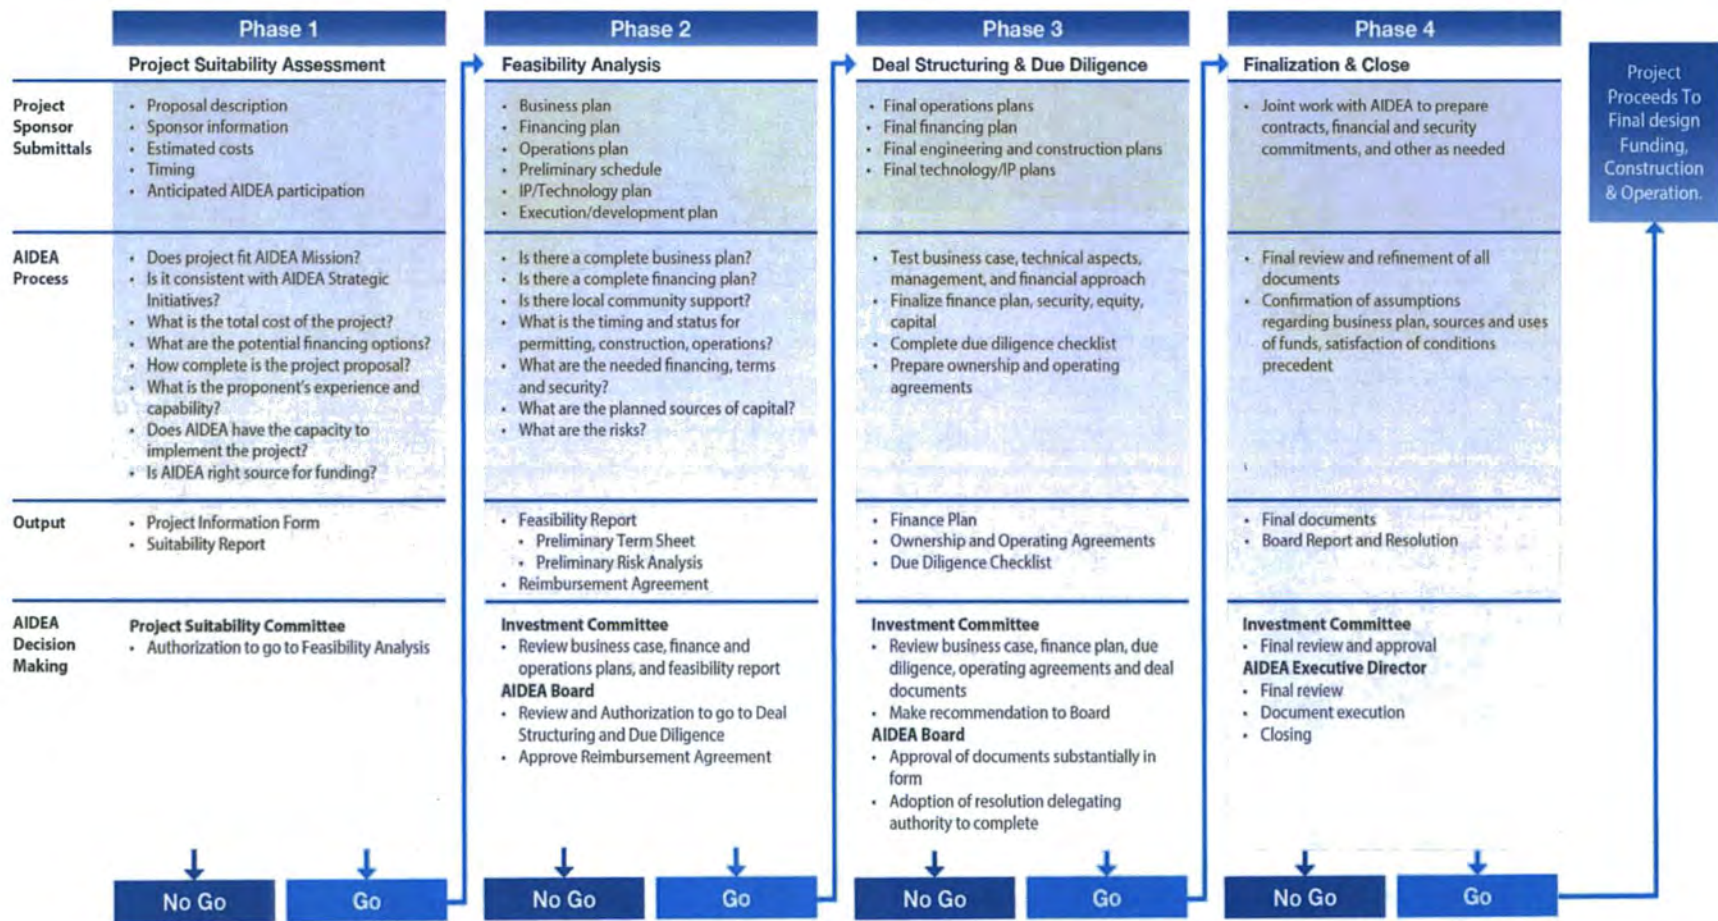 Phase 1
Project Suitability Assessment
Phase 2
Feasibility Analysis
Phase 3
Deal Structuring & Due Diligence
Phase 4
Finalization & Close
Project
Sponsor
Submittals
• Proposal description
• Sponsor information
• Estimated costs
• Timing
• Anticipated AIDEA participation
• Business plan
• Financing plan
• Operations plan
• Preliminary schedule
• IP/Technology plan
• Execution/development plan
• Final operations plans
• Final financing plan
• Final engineering and construction plans
• Final technology/IP plans
• Joint work with AIDEA to prepare
contracts, financial and security
commitments, and other as needed
Project
Proceeds To
Final design
Funding,
Construction
& Operation.
AIDEA
Process
• Does project fit AIDEA Mission?
• Is it consistent with AIDEA Strategic
Initiatives?
• What is the total cost of the project?
• What are the potential financing options?
• How complete is the project proposal?
• What is the proponent's experience and
capability?
• Does AIDEA have the capacity to
implement the project?
• Is AIDEA right source for funding?
• Is there a complete business plan?
• Is there a complete financing plan?
• Is there local community support?
• What is the timing and status for
permitting, construction, operations?
• What are the needed financing, terms
and security?
• What are the planned sources of capital?
• What are the risks?
• Test business case, technical aspects,
management, and financial approach
• Finalize finance plan, security, equity,
capital
• Complete due diligence checklist
• Prepare ownership and operating
agreements
• Final review and refinement of all
documents
• Confirmation of assumptions
regarding business plan, sources and uses
of funds, satisfaction of conditions
precedent
Output
• Project Information Form
• Suitability Report
• Feasibility Report
• Preliminary Term Sheet
• Preliminary Risk Analysis
• Reimbursement Agreement
• Finance Plan
• Ownership and Operating Agreements
• Due Diligence Checklist
• Final documents
• Board Report and Resolution
AIDEA
Decision
Making
Project Suitability Committee
• Authorization to go to Feasibility Analysis
Investment Committee
• Review business case, finance and
operations plans, and feasibility report
AIDEA Board
• Review and Authorization to go to Deal
Structuring and Due Diligence
• Approve Reimbursement Agreement
Investment Committee
• Review business case, finance plan, due
diligence, operating agreements and deal
documents
• Make recommendation to Board
AIDEA Board
• Approval of documents substantially in
form
• Adoption of resolution delegating
authority to complete
Investment Committee
• Final review and approval
AIDEA Executive Director
• Final review
• Document execution
• Closing
No Go
Go
No Go
Go
No Go
Go
No Go
Go